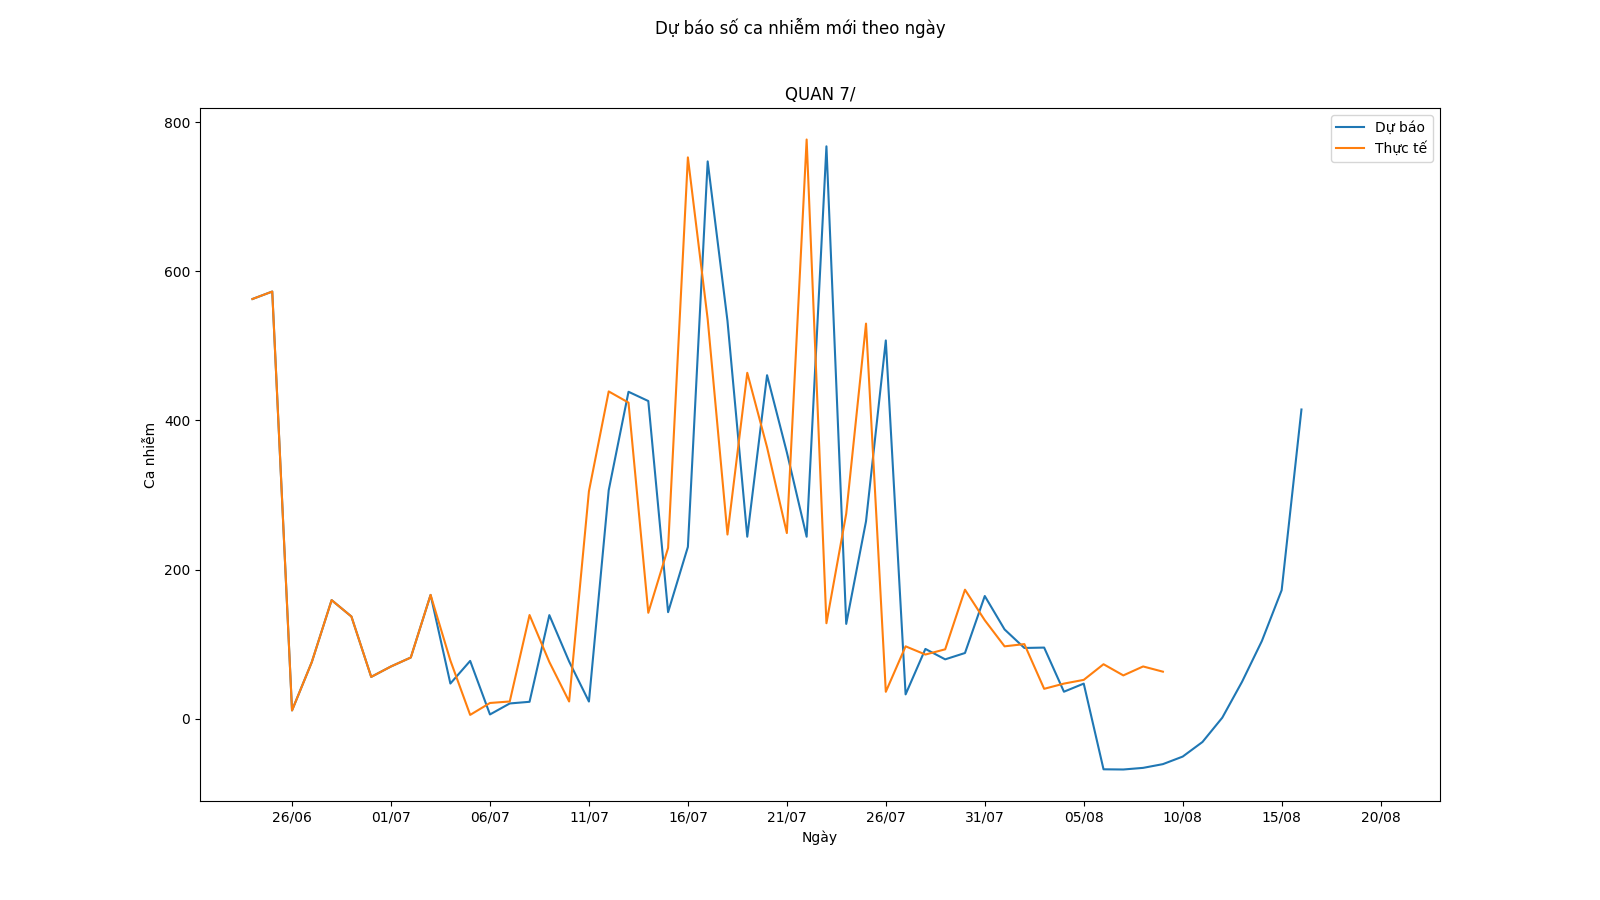 Dự báo số ca nhiễm mới theo ngày
QUAN 7/
Dự báo
Thực tế
800
600
400
200
0
Ca nhiễm
26/06 01/07 06/07 11/07 16/07 21/07 26/07 31/07 05/08 10/08 15/08 20/08
Ngày